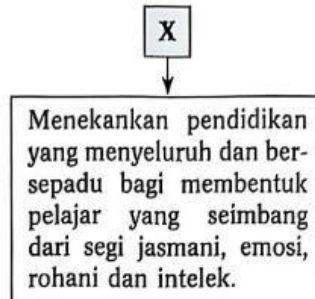 X
Menekankan pendidikan
yang menyeluruh dan ber-
sepadu bagi membentuk
pelajar yang seimbang
dari segi jasmani, emosi,
rohani dan intelek.